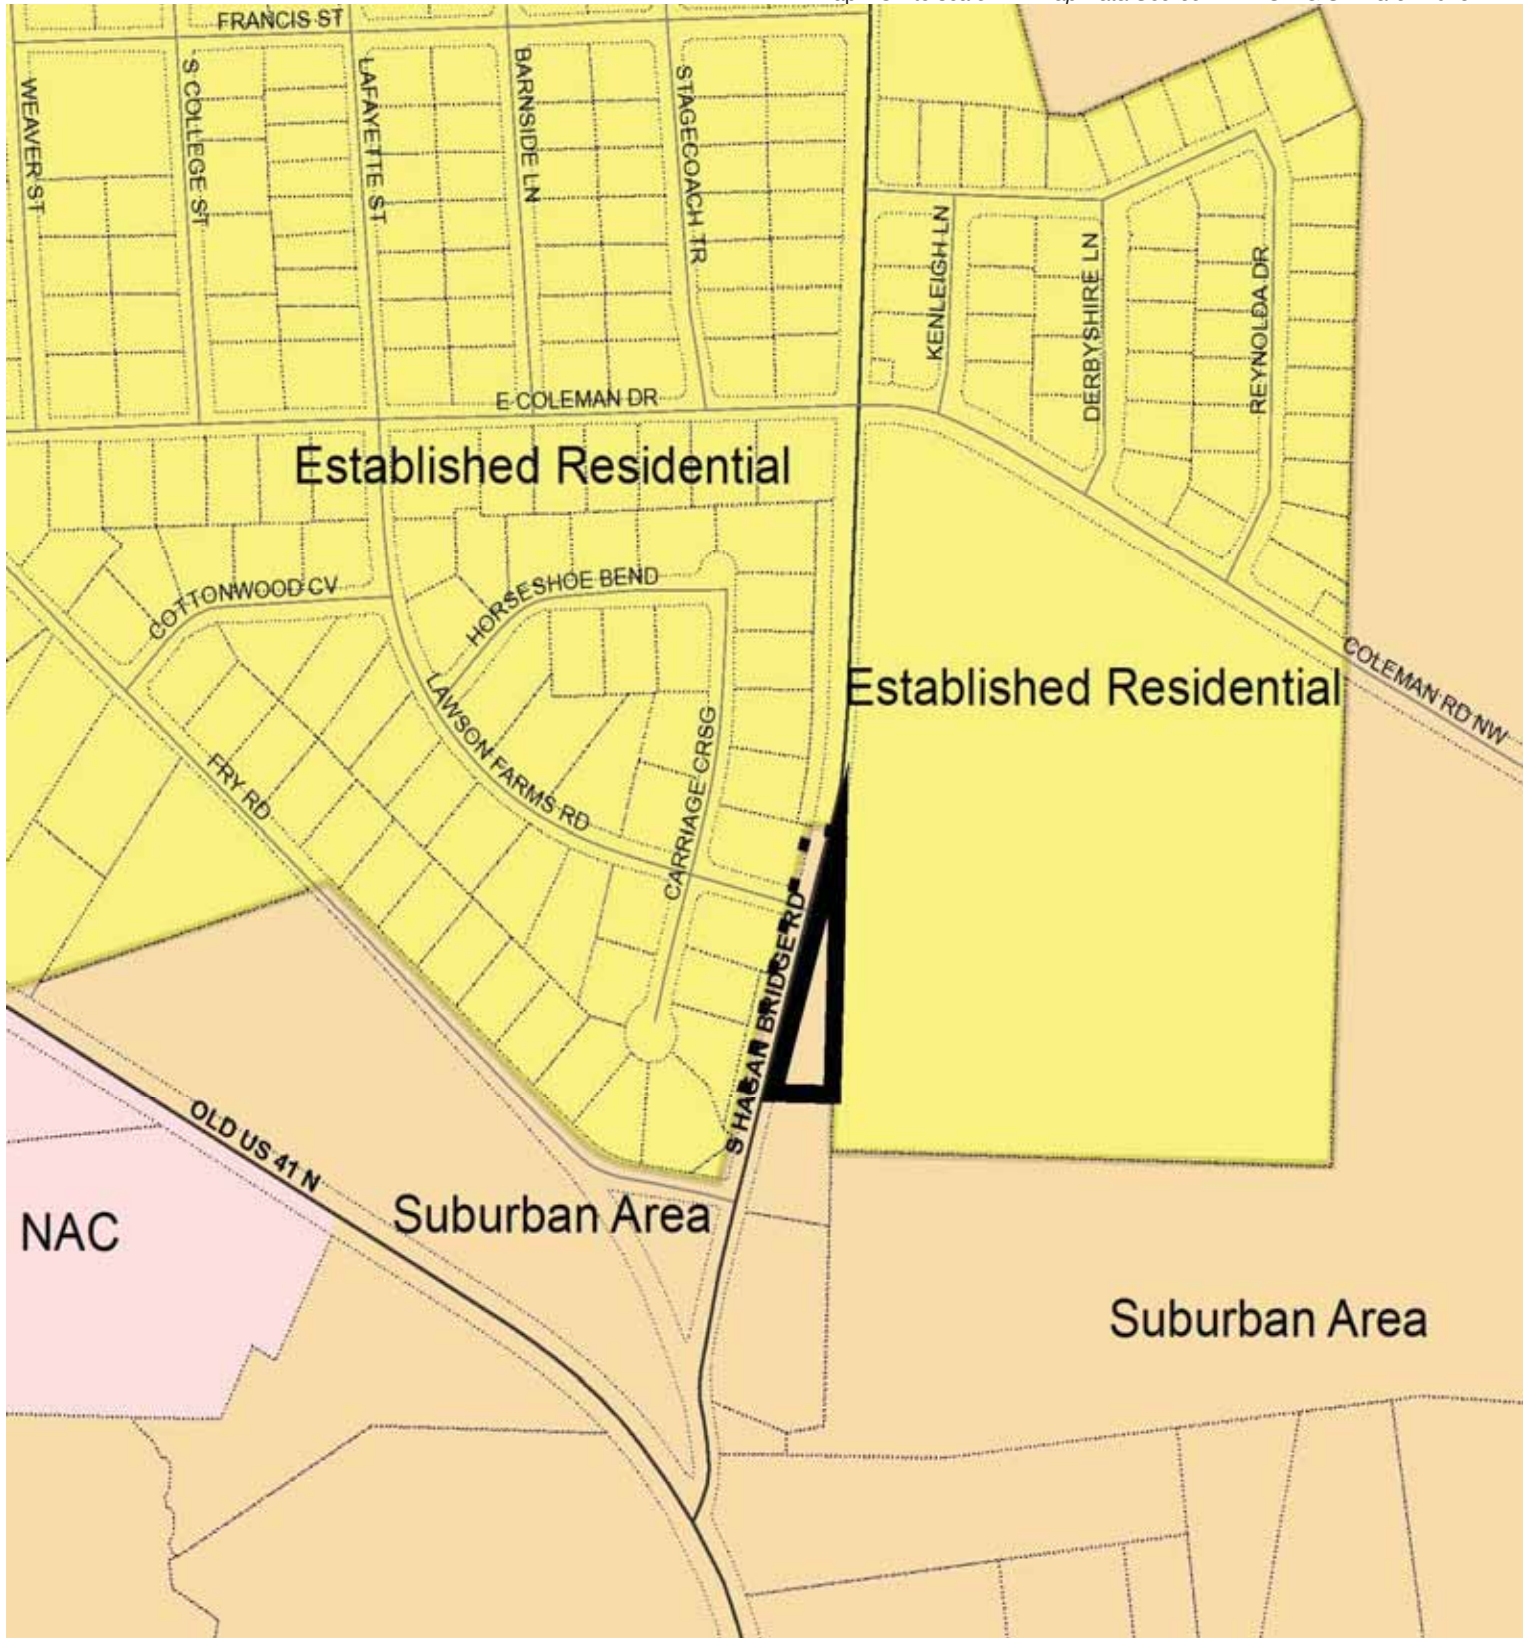 FRANCIS ST
WEAVER ST
S COLLEGE ST
LAFAYETTE ST
BARNSIDE LN
STAGECOACH TR
KENLEIGH LN
DERBYSHIRE LN
REYNOLDA DR
E COLEMAN DR
Established Residential
COTTONWOOD CV
HORSESHOE BEND
LAWSON FARMS RD
Established Residential
COLEMAN RD NW
FRY RD
CARRIAGE CRSG
S HAGAN BRIDGE RD
OLD US 41 N
NAC
Suburban Area
Suburban Area